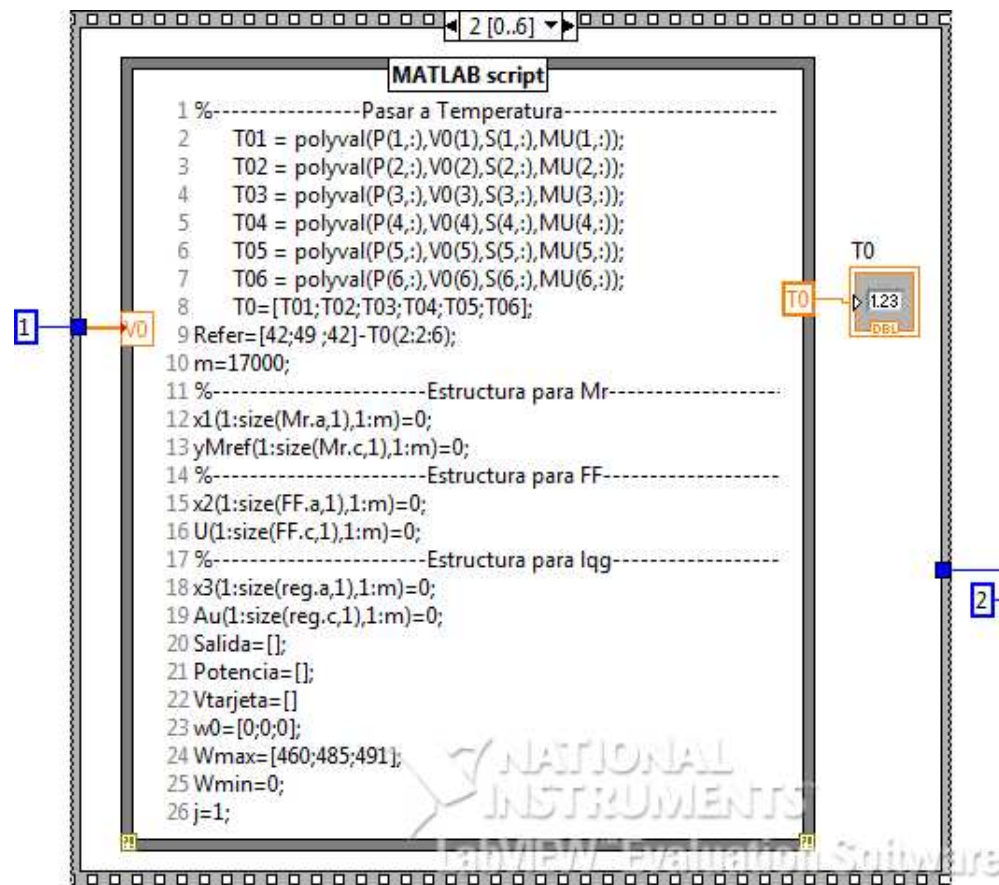 2 [0..6]
MATLAB script
1 %----------------Pasar a Temperatura-----------------------
2 T01 = polyval(P(1,:),V0(1),S(1,:),MU(1,:));
3 T02 = polyval(P(2,:),V0(2),S(2,:),MU(2,:));
4 T03 = polyval(P(3,:),V0(3),S(3,:),MU(3,:));
5 T04 = polyval(P(4,:),V0(4),S(4,:),MU(4,:));
6 T05 = polyval(P(5,:),V0(5),S(5,:),MU(5,:));
7 T06 = polyval(P(6,:),V0(6),S(6,:),MU(6,:));
8 T0=[T01;T02;T03;T04;T05;T06];
9 Refer=[42;49 ;42]-T0(2:2:6);
10 m=17000;
11 %-----------------------Estructura para Mr-------------------
12 x1(1:size(Mr.a,1),1:m)=0;
13 yMref(1:size(Mr.c,1),1:m)=0;
14 %-----------------------Estructura para FF-------------------
15 x2(1:size(FF.a,1),1:m)=0;
16 U(1:size(FF.c,1),1:m)=0;
17 %-----------------------Estructura para lqg------------------
18 x3(1:size(reg.a,1),1:m)=0;
19 Au(1:size(reg.c,1),1:m)=0;
20 Salida=[];
21 Potencia=[];
22 Vtarjeta=[]
23 w0=[0;0;0];
24 Wmax=[460;485;491];
25 Wmin=0;
26 j=1;
1
V0
T0
T0
1.23
DBL
2
NATIONAL
INSTRUMENTS
LabVIEW™ Evaluation Software